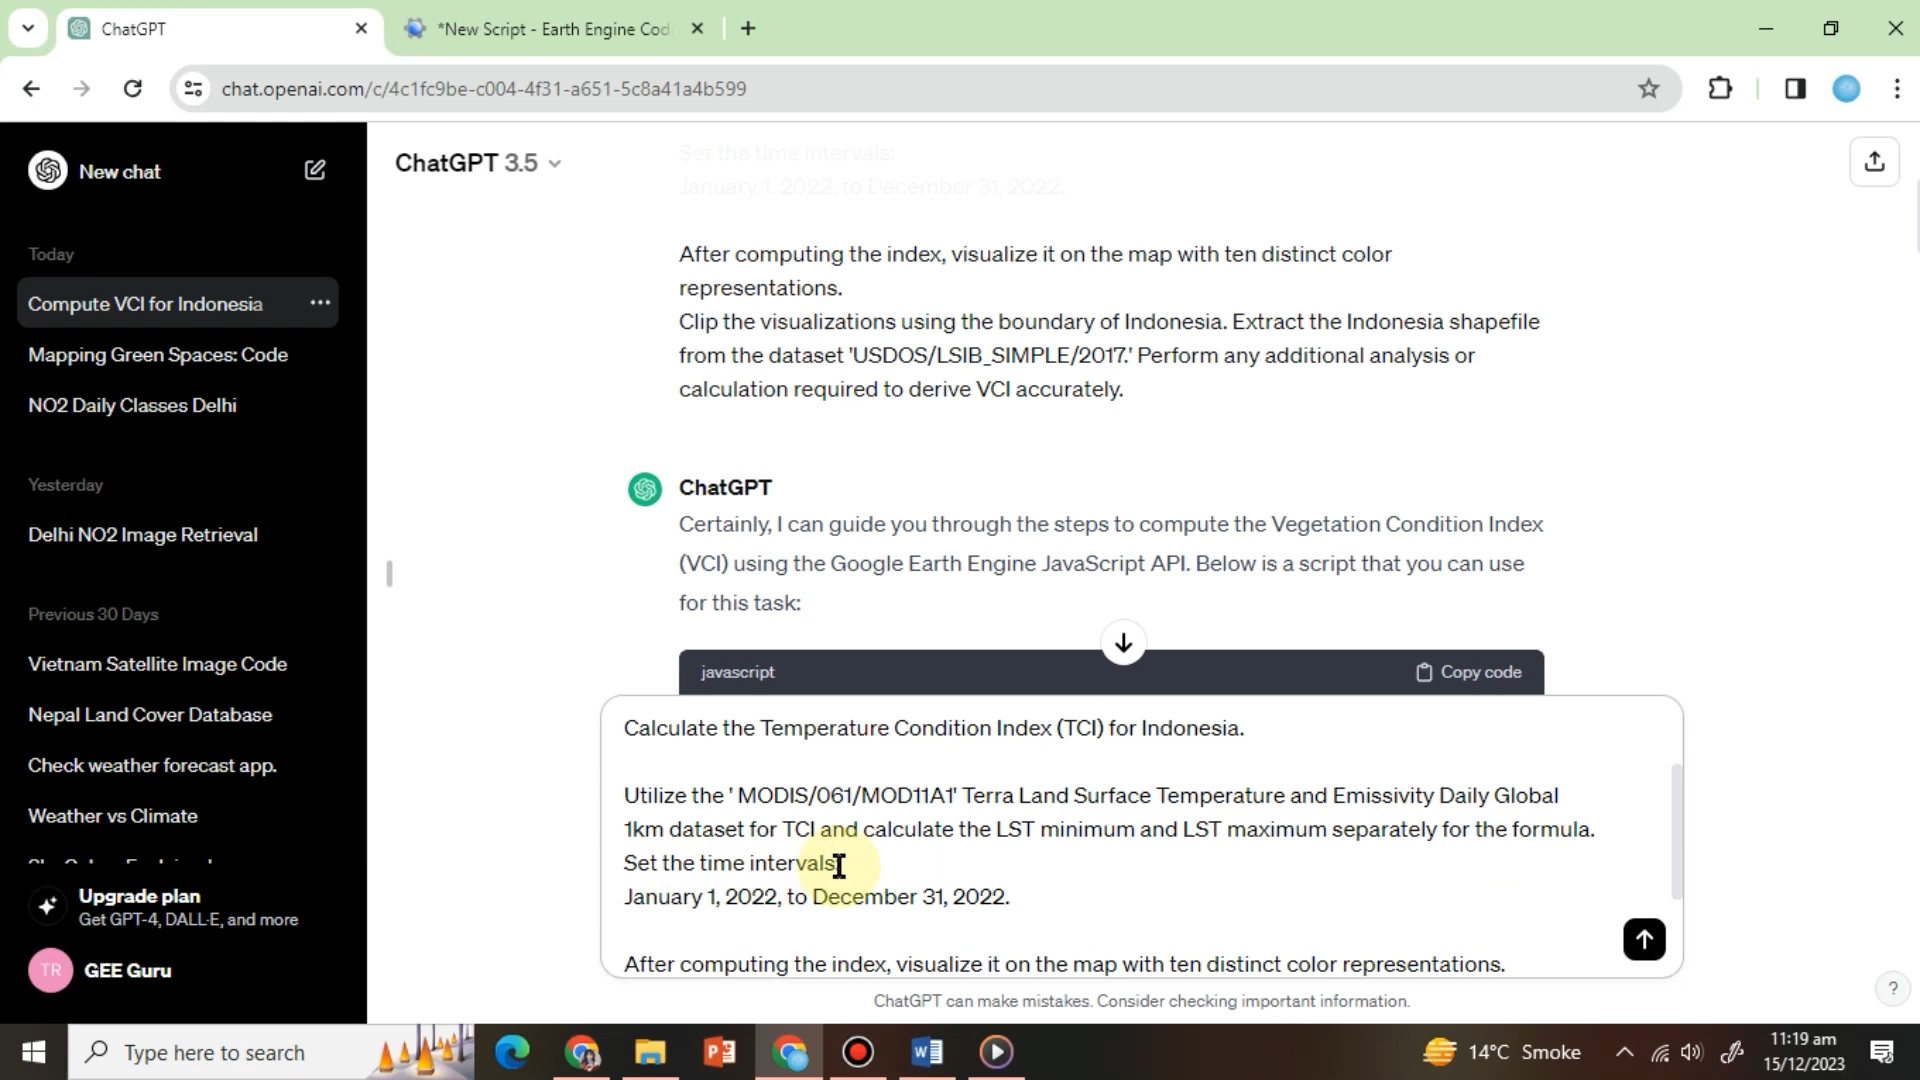 ChatGPT
*New Script - Earth Engine Cod
chat.openai.com/c/4c1fc9be-c004-4f31-a651-5c8a41a4b599
New chat
Today
Compute VCI for Indonesia
Mapping Green Spaces: Code
NO2 Daily Classes Delhi
Yesterday
Delhi NO2 Image Retrieval
Previous 30 Days
Vietnam Satellite Image Code
Nepal Land Cover Database
Check weather forecast app.
Weather vs Climate
Upgrade plan
Get GPT-4, DALL·E, and more
TR
GEE Guru
ChatGPT 3.5
Set the time intervals:
January 1, 2022, to December 31, 2022.
After computing the index, visualize it on the map with ten distinct color
representations.
Clip the visualizations using the boundary of Indonesia. Extract the Indonesia shapefile
from the dataset 'USDOS/LSIB_SIMPLE/2017.' Perform any additional analysis or
calculation required to derive VCI accurately.
ChatGPT
Certainly, I can guide you through the steps to compute the Vegetation Condition Index
(VCI) using the Google Earth Engine JavaScript API. Below is a script that you can use
for this task:
javascript
Copy code
Calculate the Temperature Condition Index (TCI) for Indonesia.
Utilize the ' MODIS/061/MOD11A1' Terra Land Surface Temperature and Emissivity Daily Global
1km dataset for TCI and calculate the LST minimum and LST maximum separately for the formula.
Set the time intervals:
January 1, 2022, to December 31, 2022.
After computing the index, visualize it on the map with ten distinct color representations.
ChatGPT can make mistakes. Consider checking important information.
?
Type here to search
14°C Smoke
11:19 am
15/12/2023